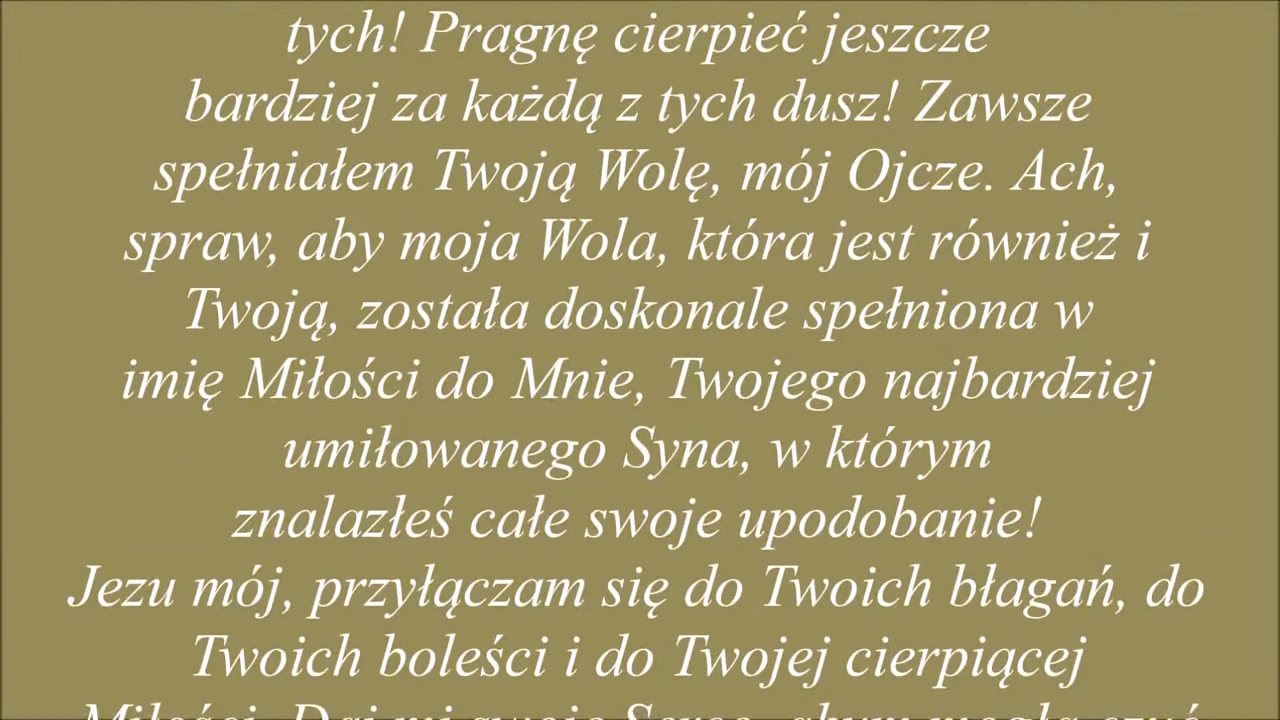 tych! Pragnę cierpieć jeszcze
bardziej za każdą z tych dusz! Zawsze
spełniałem Twoją Wolę, mój Ojcze. Ach,
spraw, aby moja Wola, która jest również i
Twoją, została doskonale spełniona w
imię Miłości do Mnie, Twojego najbardziej
umiłowanego Syna, w którym
znalazłeś całe swoje upodobanie!
Jezu mój, przyłączam się do Twoich błagań, do
Twoich boleści i do Twojej cierpiącej